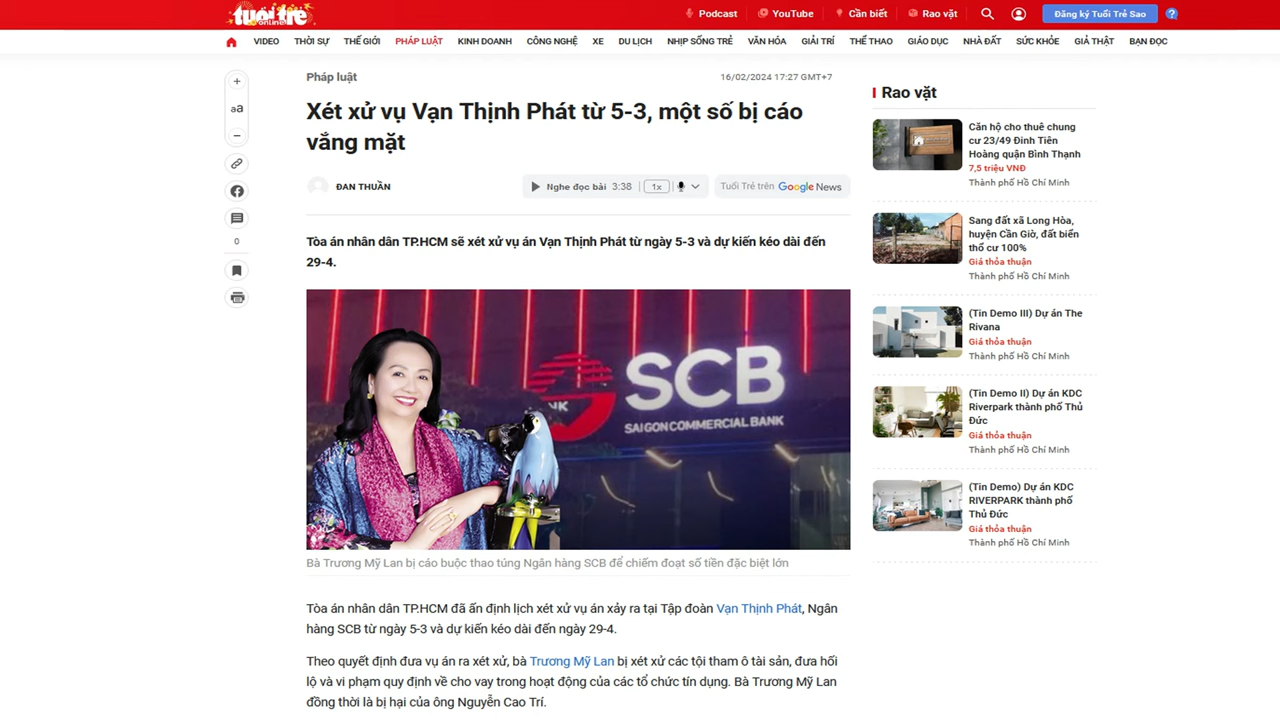 tuổi trẻ
online
Podcast
YouTube
Cần biết
Rao vặt
Đăng ký Tuổi Trẻ Sao
?
VIDEO THỜI SỰ THẾ GIỚI PHÁP LUẬT KINH DOANH CÔNG NGHỆ XE DU LỊCH NHỊP SỐNG TRẺ VĂN HÓA GIẢI TRÍ THỂ THAO GIÁO DỤC NHÀ ĐẤT SỨC KHỎE GIẢ THẬT BẠN ĐỌC
+
aa
−
0
Pháp luật
16/02/2024 17:27 GMT+7
Xét xử vụ Vạn Thịnh Phát từ 5-3, một số bị cáo
vắng mặt
ĐAN THUẦN
Nghe đọc bài 3:38 1x
Tuổi Trẻ trên Google News
Tòa án nhân dân TP.HCM sẽ xét xử vụ án Vạn Thịnh Phát từ ngày 5-3 và dự kiến kéo dài đến
29-4.
NK
SCB
SAIGON COMMERCIAL BANK
Bà Trương Mỹ Lan bị cáo buộc thao túng Ngân hàng SCB để chiếm đoạt số tiền đặc biệt lớn
Tòa án nhân dân TP.HCM đã ấn định lịch xét xử vụ án xảy ra tại Tập đoàn Vạn Thịnh Phát, Ngân
hàng SCB từ ngày 5-3 và dự kiến kéo dài đến ngày 29-4.
Theo quyết định đưa vụ án ra xét xử, bà Trương Mỹ Lan bị xét xử các tội tham ô tài sản, đưa hối
lộ và vi phạm quy định về cho vay trong hoạt động của các tổ chức tín dụng. Bà Trương Mỹ Lan
đồng thời là bị hại của ông Nguyễn Cao Trí.
Rao vặt
Căn hộ cho thuê chung
cư 23/49 Đinh Tiên
Hoàng quận Bình Thạnh
7,5 triệu VNĐ
Thành phố Hồ Chí Minh
Sang đất xã Long Hòa,
huyện Cần Giờ, đất biển
thổ cư 100%
Giá thỏa thuận
Thành phố Hồ Chí Minh
(Tin Demo III) Dự án The
Rivana
Giá thỏa thuận
Thành phố Hồ Chí Minh
(Tin Demo II) Dự án KDC
Riverpark thành phố Thủ
Đức
Giá thỏa thuận
Thành phố Hồ Chí Minh
(Tin Demo) Dự án KDC
RIVERPARK thành phố
Thủ Đức
Giá thỏa thuận
Thành phố Hồ Chí Minh